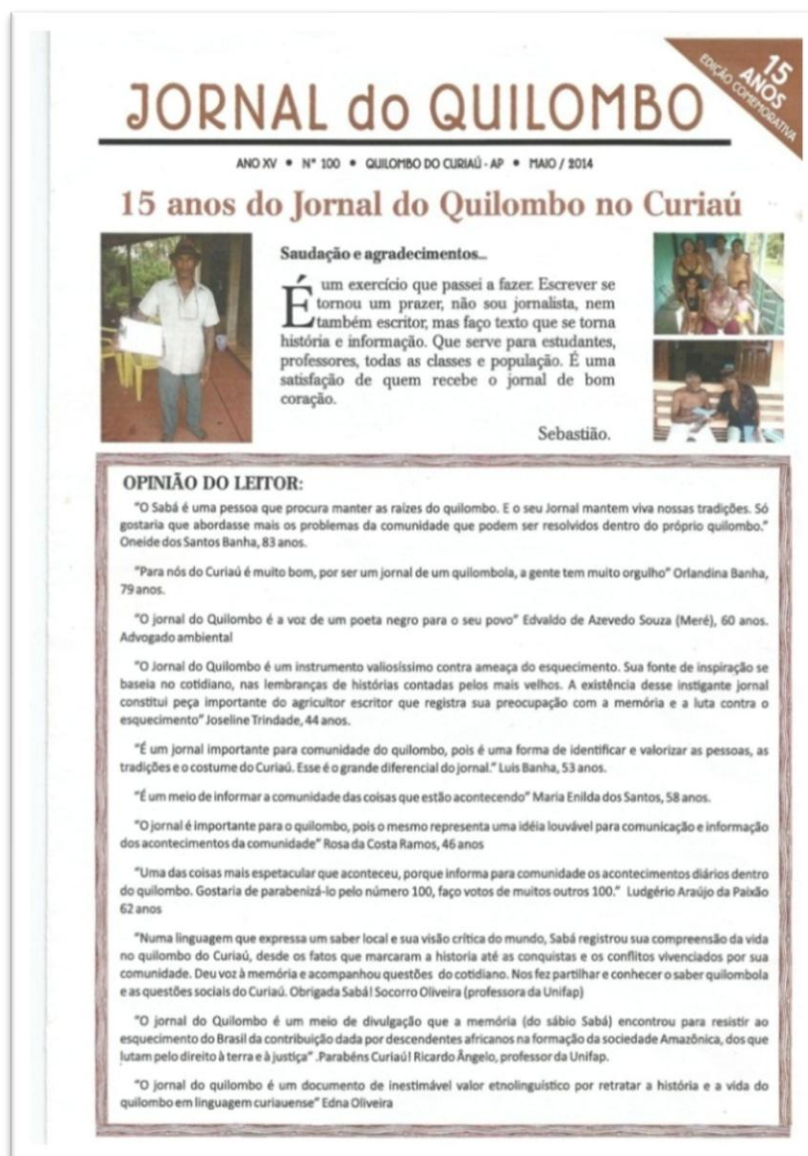 15
ANOS
EDIÇÃO COMEMORATIVA
JORNAL do QUILOMBO
ANO XV • N° 100 • QUILOMBO DO CURIAÚ - AP • MAIO / 2014
15 anos do Jornal do Quilombo no Curiaú
Saudação e agradecimentos...
É um exercício que passei a fazer. Escrever se
tornou um prazer, não sou jornalista, nem
também escritor, mas faço texto que se torna
história e informação. Que serve para estudantes,
professores, todas as classes e população. É uma
satisfação de quem recebe o jornal de bom
coração.
Sebastião.
OPINIÃO DO LEITOR:
"O Sabá é uma pessoa que procura manter as raízes do quilombo. E o seu Jornal mantem viva nossas tradições. Só
gostaria que abordasse mais os problemas da comunidade que podem ser resolvidos dentro do próprio quilombo."
Oneide dos Santos Banha, 83 anos.
"Para nós do Curiaú é muito bom, por ser um jornal de um quilombola, a gente tem muito orgulho" Orlandina Banha,
79 anos.
"O jornal do Quilombo é a voz de um poeta negro para o seu povo" Edvaldo de Azevedo Souza (Meré), 60 anos.
Advogado ambiental
"O Jornal do Quilombo é um instrumento valiosíssimo contra ameaça do esquecimento. Sua fonte de inspiração se
baseia no cotidiano, nas lembranças de histórias contadas pelos mais velhos. A existência desse instigante jornal
constitui peça importante do agricultor escritor que registra sua preocupação com a memória e a luta contra o
esquecimento" Joseline Trindade, 44 anos.
"É um jornal importante para comunidade do quilombo, pois é uma forma de identificar e valorizar as pessoas, as
tradições e o costume do Curiaú. Esse é o grande diferencial do jornal." Luis Banha, 53 anos.
"É um meio de informar a comunidade das coisas que estão acontecendo" Maria Enilda dos Santos, 58 anos.
"O jornal é importante para o quilombo, pois o mesmo representa uma idéia louvável para comunicação e informação
dos acontecimentos da comunidade" Rosa da Costa Ramos, 46 anos
"Uma das coisas mais espetacular que aconteceu, porque informa para comunidade os acontecimentos diários dentro
do quilombo. Gostaria de parabenizá-lo pelo número 100, faço votos de muitos outros 100." Ludgério Araújo da Paixão
62 anos
"Numa linguagem que expressa um saber local e sua visão crítica do mundo, Sabá registrou sua compreensão da vida
no quilombo do Curiaú, desde os fatos que marcaram a historia até as conquistas e os conflitos vivenciados por sua
comunidade. Deu voz à memória e acompanhou questões do cotidiano. Nos fez partilhar e conhecer o saber quilombola
e as questões sociais do Curiaú. Obrigada Sabá! Socorro Oliveira (professora da Unifap)
"O jornal do Quilombo é um meio de divulgação que a memória (do sábio Sabá) encontrou para resistir ao
esquecimento do Brasil da contribuição dada por descendentes africanos na formação da sociedade Amazônica, dos que
lutam pelo direito à terra e à justiça" .Parabéns Curiaú! Ricardo Ângelo, professor da Unifap.
"O jornal do quilombo é um documento de inestimável valor etnolinguístico por retratar a história e a vida do
quilombo em linguagem curiauense" Edna Oliveira